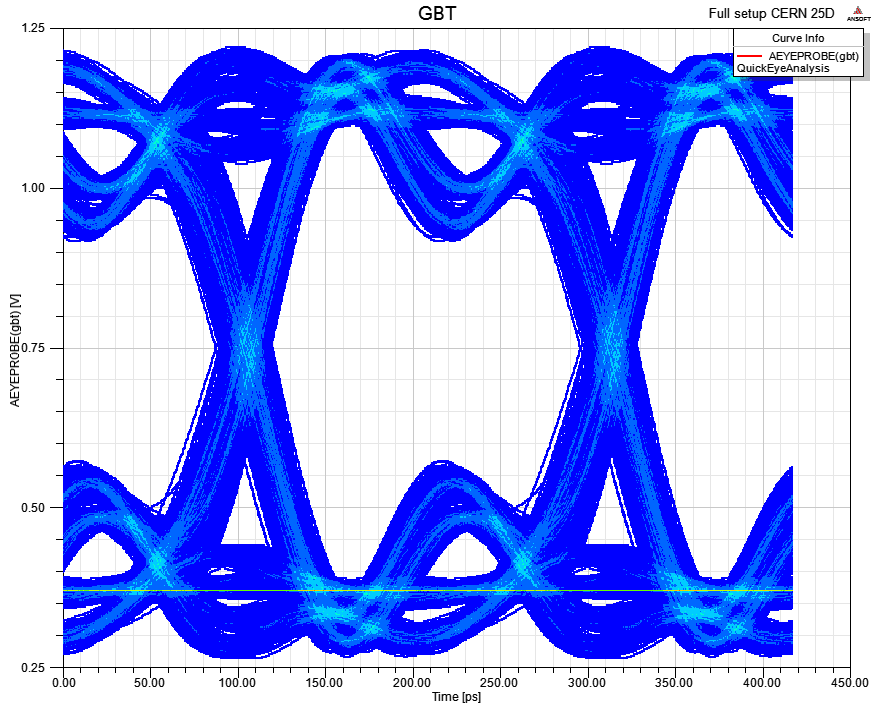 GBT
Full setup CERN 25D
ANSOFT
Curve Info
AEYEPROBE(gbt)
QuickEyeAnalysis
1.25
1.00
0.75
0.50
0.25
AEYEPROBE(gbt) [V]
0.00 50.00 100.00 150.00 200.00 250.00 300.00 350.00 400.00 450.00
Time [ps]